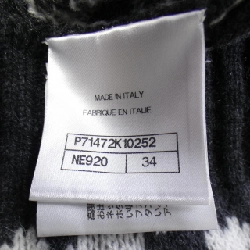 MADE IN ITALY
FABRIQUE EN ITALIE
P71472K10252
NE920 34